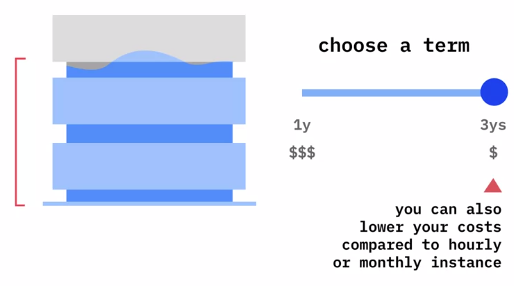 choose a term
1y
3ys
$$$
$
you can also
lower your costs
compared to hourly
or monthly instance